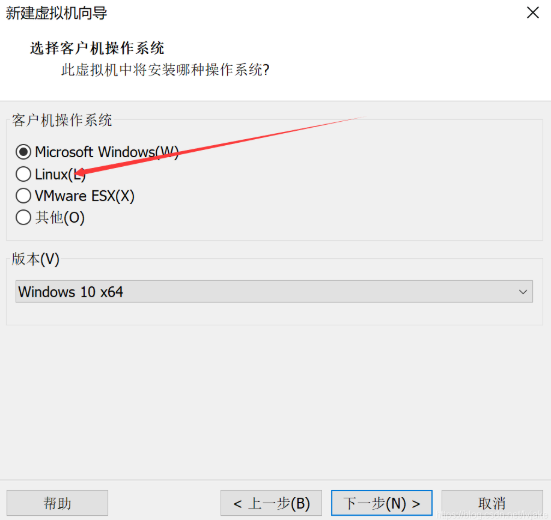 新建虚拟机向导
选择客户机操作系统
此虚拟机中将安装哪种操作系统?
客户机操作系统
Microsoft Windows(W)
Linux(L)
VMware ESX(X)
其他(O)
版本(V)
Windows 10 x64
帮助
< 上一步(B)
下一步(N) >
取消